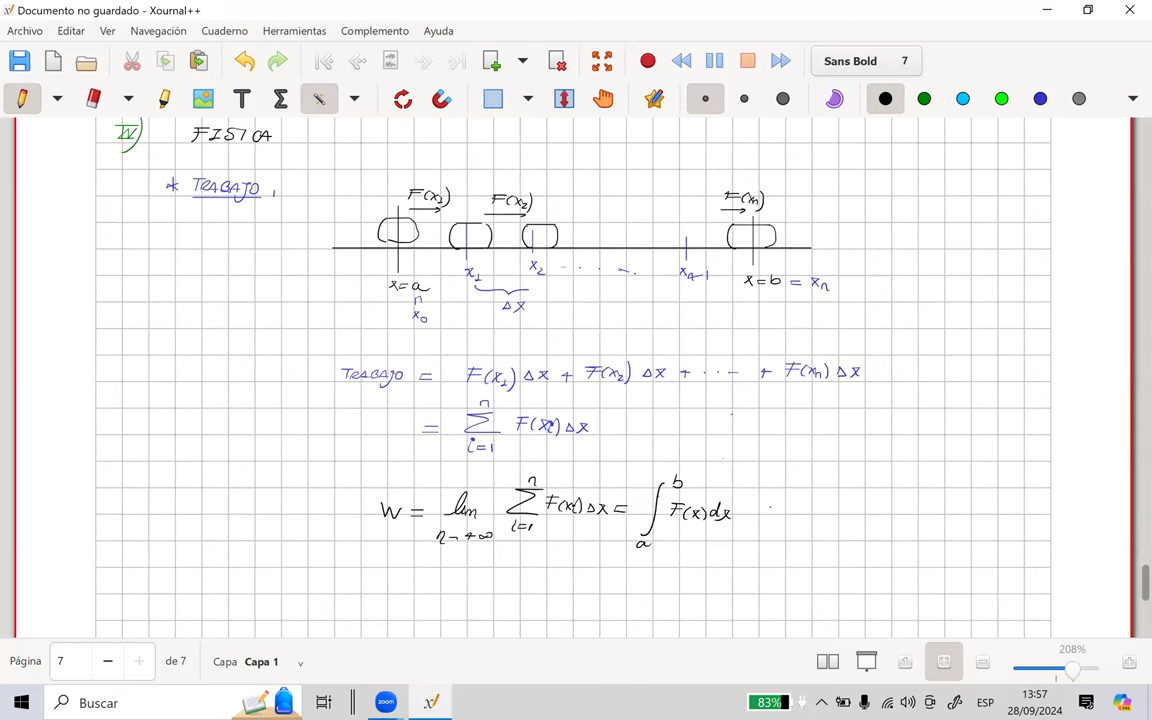 Documento no guardado - Xournal++
Archivo Editar Ver Navegación Cuaderno Herramientas Complemento Ayuda
Sans Bold 7
IV) FISICA
* TRABAJO.
F(x1) F(x2) F(xn)
x=a x1 x2 . . . . xn-1 x=b = xn
x0 Δx
TRABAJO = F(x1) Δx + F(x2) Δx + ... + F(xn) Δx
= Σ i=1 n F(xi) Δx
W = lim n→+∞ Σ i=1 n F(xi) Δx = ∫ a b F(x) dx
Página 7 de 7 Capa Capa 1 208%
Buscar 83% ESP 13:57
28/09/2024